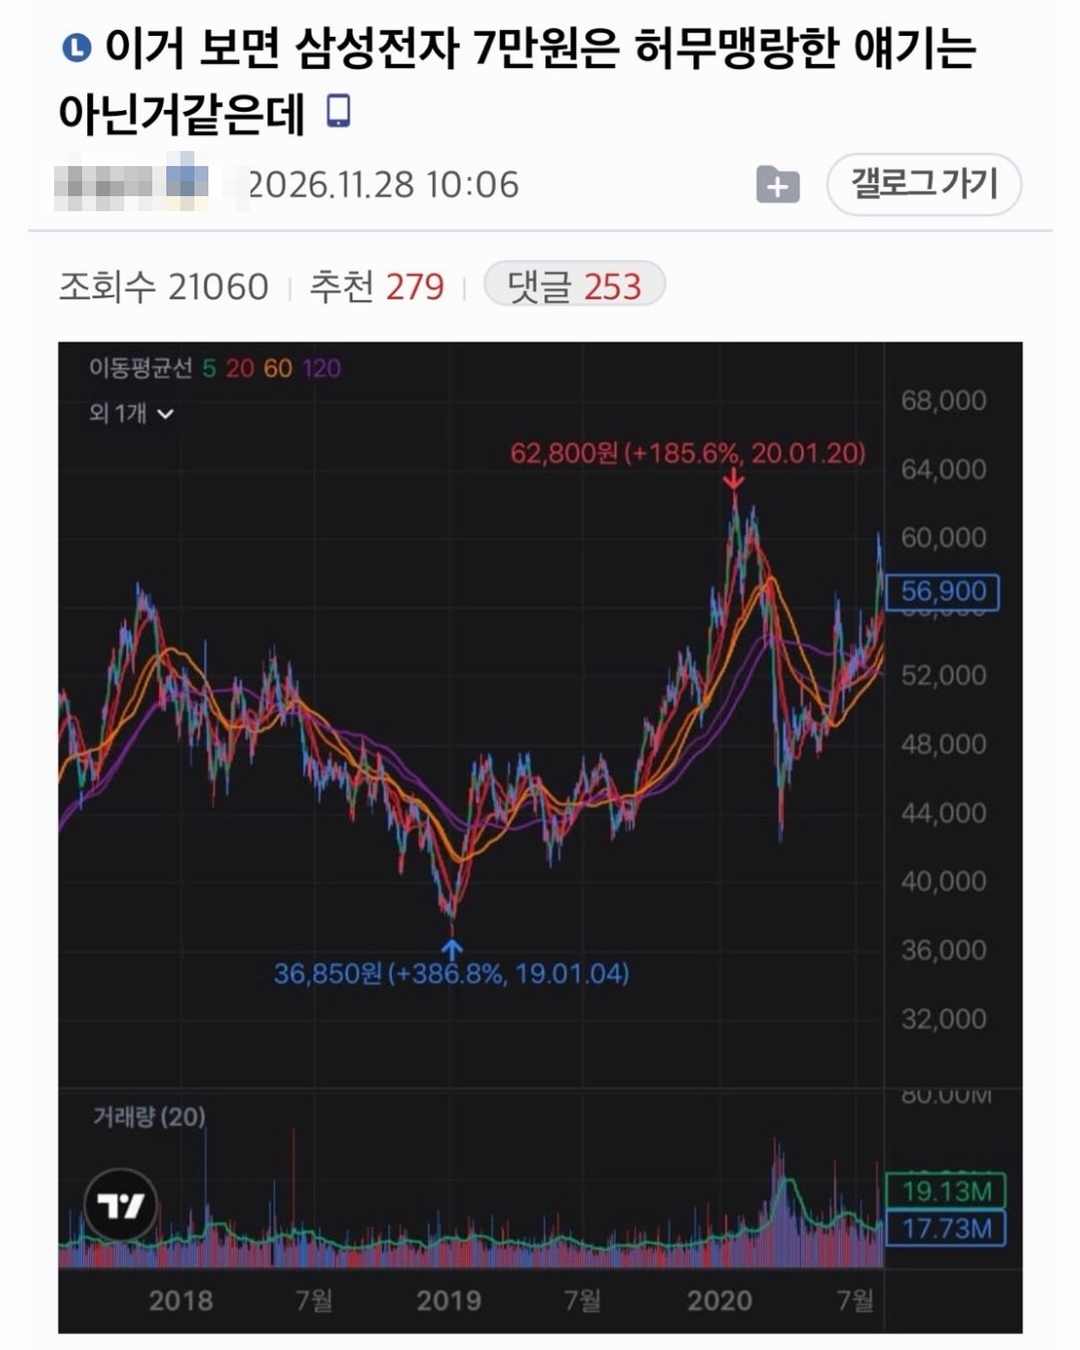 이거 보면 삼성전자 7만원은 허무맹랑한 얘기는
아닌거같은데
2026.11.28 10:06
갤로그 가기
조회수 21060
추천 279
댓글 253
이동평균선 5 20 60 120
외 1개
62,800원 (+185.6%, 20.01.20)
36,850원 (+386.8%, 19.01.04)
68,000
64,000
60,000
56,900
52,000
48,000
44,000
40,000
36,000
32,000
거래량 (20)
80.00M
19.13M
17.73M
2018
7월
2019
7월
2020
7월